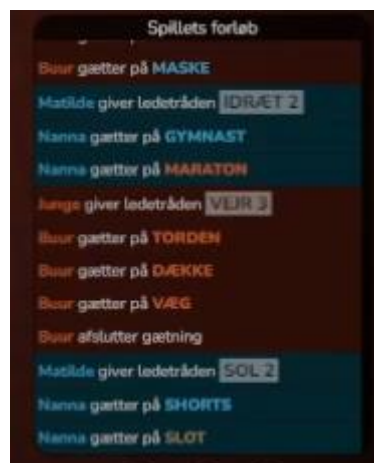 Spillets forløb
Buur gætter på MASKE
Matilde giver ledetråden IDRÆT 2
Nanna gætter på GYMNAST
Nanna gætter på MARATON
Junge giver ledetråden VEJR 3
Buur gætter på TORDEN
Buur gætter på DÆKKE
Buur gætter på VÆG
Buur afslutter gætning
Matilde giver ledetråden SOL 2
Nanna gætter på SHORTS
Nanna gætter på SLOT